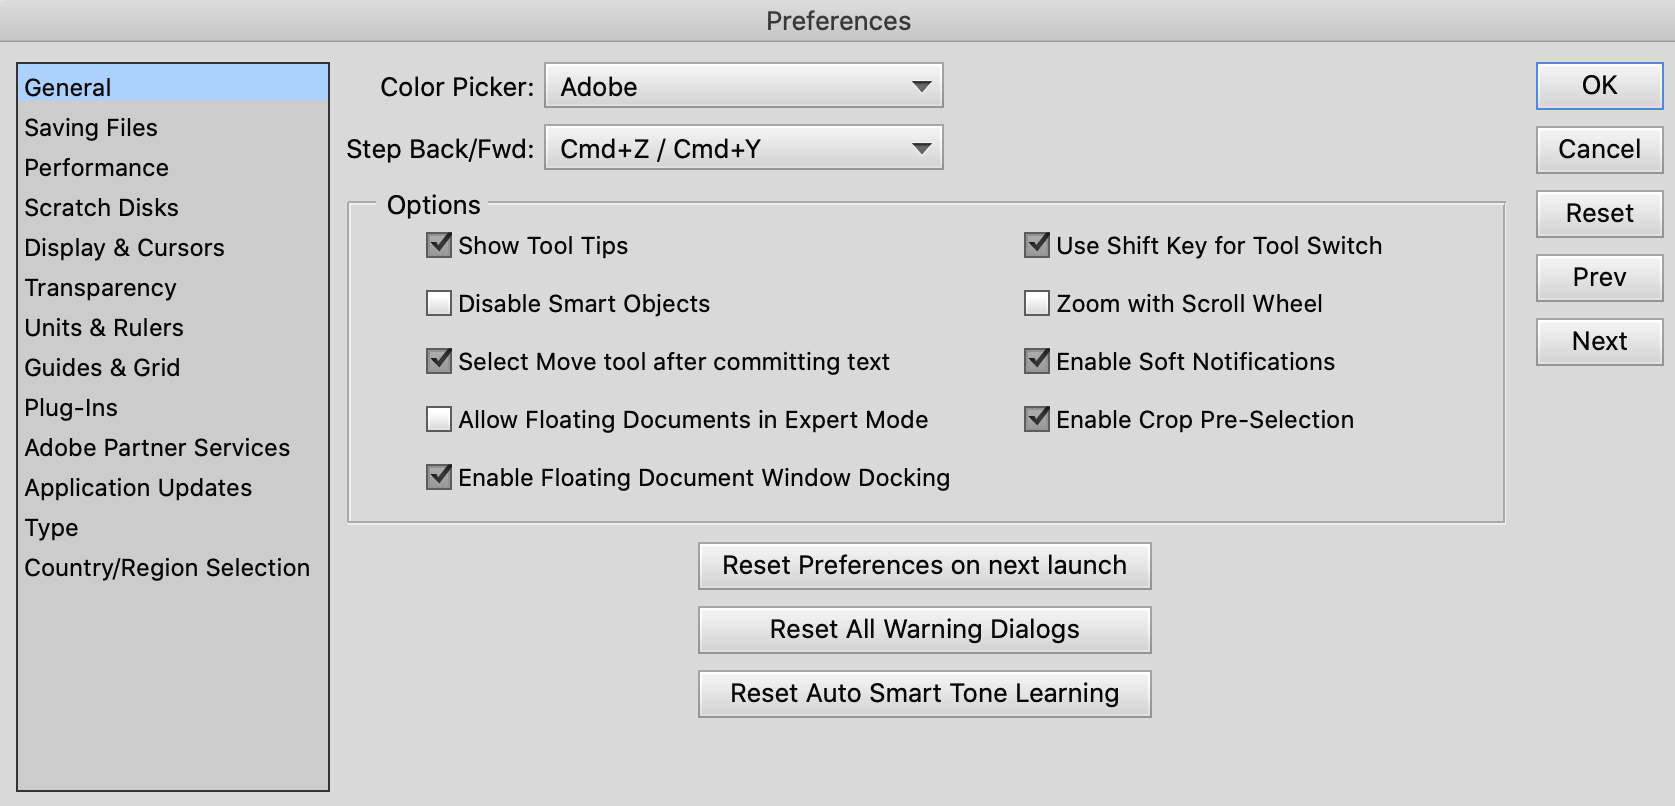 Preferences
General
Saving Files
Performance
Scratch Disks
Display & Cursors
Transparency
Units & Rulers
Guides & Grid
Plug-Ins
Adobe Partner Services
Application Updates
Type
Country/Region Selection
Color Picker: Adobe
Step Back/Fwd: Cmd+Z / Cmd+Y
Options
Show Tool Tips
Disable Smart Objects
Select Move tool after committing text
Allow Floating Documents in Expert Mode
Enable Floating Document Window Docking
Use Shift Key for Tool Switch
Zoom with Scroll Wheel
Enable Soft Notifications
Enable Crop Pre-Selection
Reset Preferences on next launch
Reset All Warning Dialogs
Reset Auto Smart Tone Learning
OK
Cancel
Reset
Prev
Next